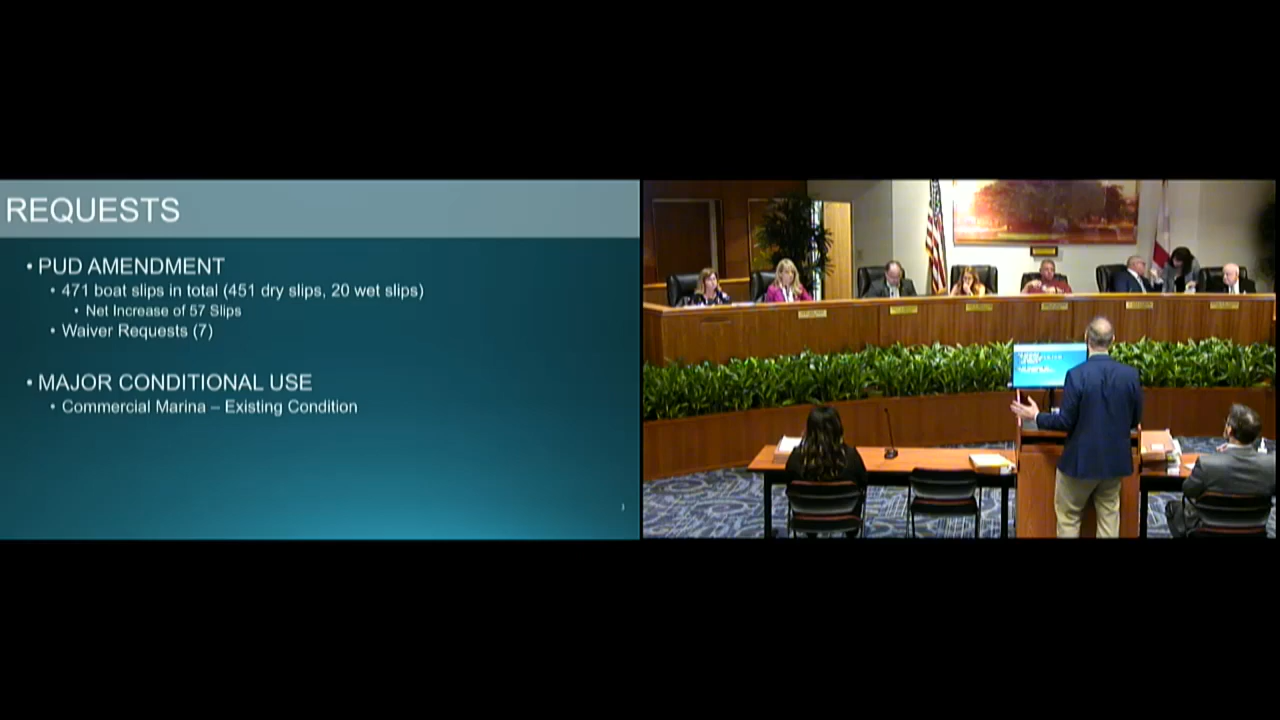 REQUESTS
• PUD AMENDMENT
• 471 boat slips in total (451 dry slips, 20 wet slips)
• Net Increase of 57 Slips
• Waiver Requests (7)
• MAJOR CONDITIONAL USE
• Commercial Marina – Existing Condition
3